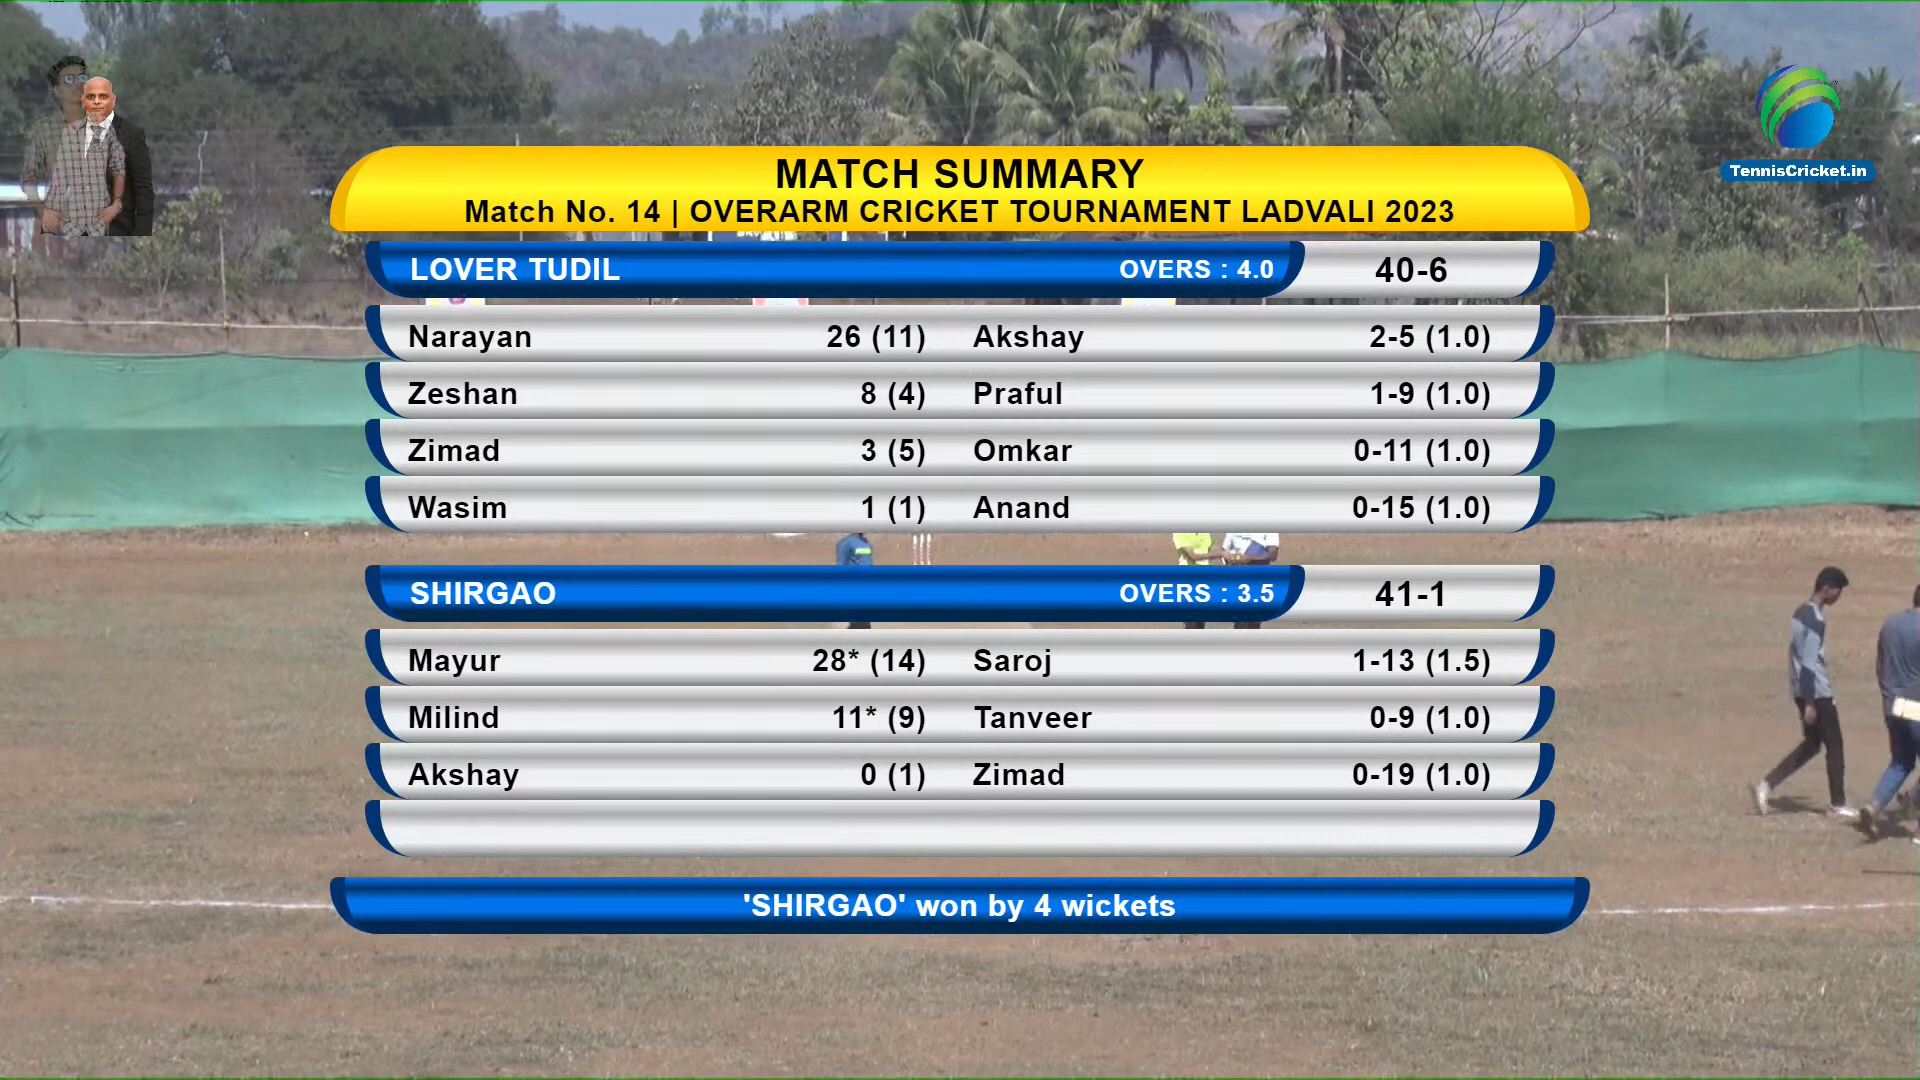 TennisCricket.in
MATCH SUMMARY
Match No. 14 | OVERARM CRICKET TOURNAMENT LADVALI 2023
LOVER TUDIL OVERS : 4.0 40-6
Narayan 26 (11) Akshay 2-5 (1.0)
Zeshan 8 (4) Praful 1-9 (1.0)
Zimad 3 (5) Omkar 0-11 (1.0)
Wasim 1 (1) Anand 0-15 (1.0)
SHIRGAO OVERS : 3.5 41-1
Mayur 28* (14) Saroj 1-13 (1.5)
Milind 11* (9) Tanveer 0-9 (1.0)
Akshay 0 (1) Zimad 0-19 (1.0)
'SHIRGAO' won by 4 wickets